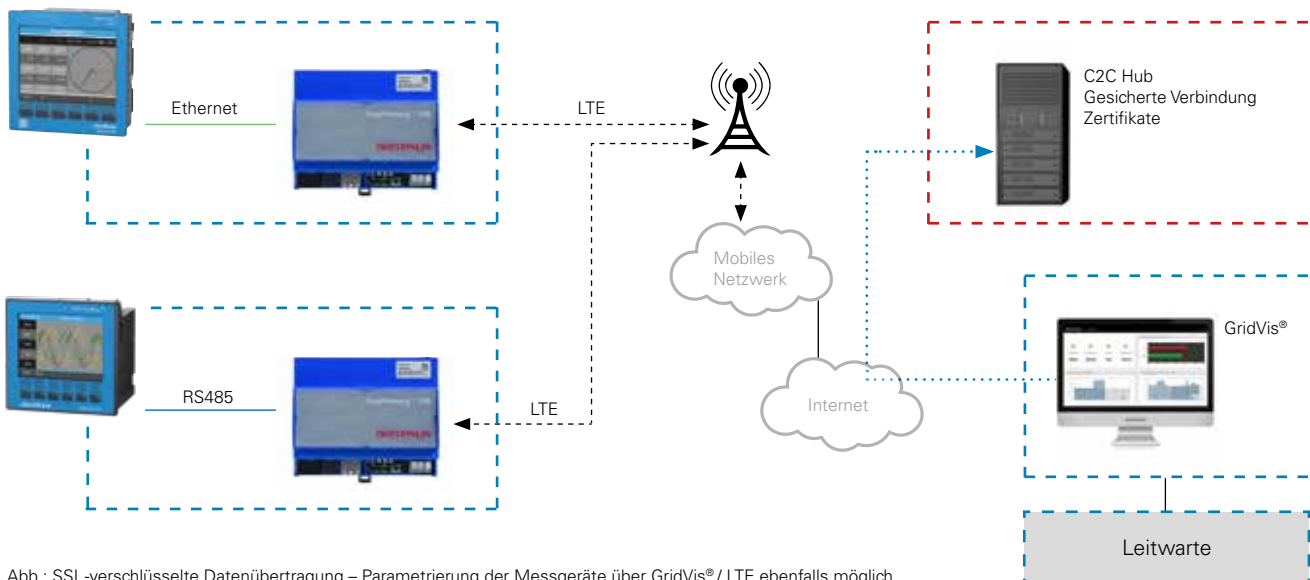 Ethernet
LTE
C2C Hub
Gesicherte Verbindung
Zertifikate
Mobiles
Netzwerk
GridVis®
RS485
LTE
Internet
Leitwarte
Abb.: SSL-verschlüsselte Datenübertragung – Parametrierung der Messgeräte über GridVis® / LTE ebenfalls möglich